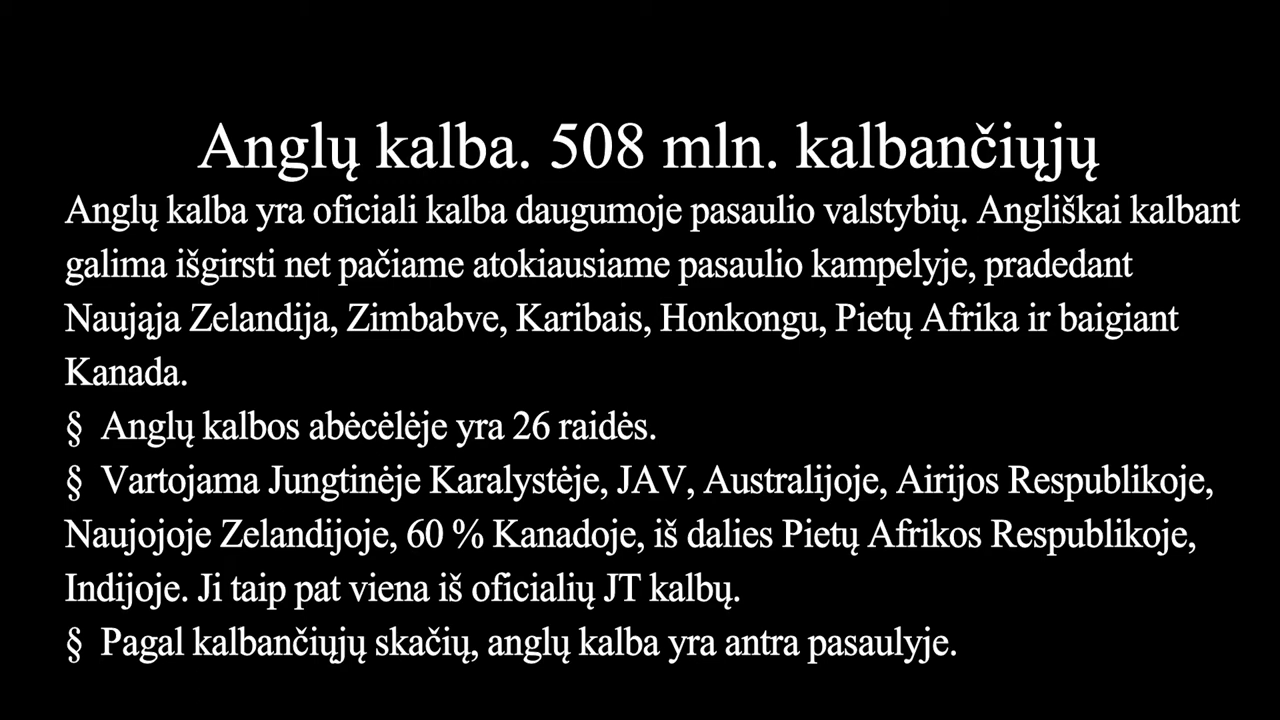 Anglų kalba. 508 mln. kalbančiųjų
Anglų kalba yra oficiali kalba daugumoje pasaulio valstybių. Angliškai kalbant
galima išgirsti net pačiame atokiausiame pasaulio kampelyje, pradedant
Naująja Zelandija, Zimbabve, Karibais, Honkongu, Pietų Afrika ir baigiant
Kanada.
§ Anglų kalbos abėcėlėje yra 26 raidės.
§ Vartojama Jungtinėje Karalystėje, JAV, Australijoje, Airijos Respublikoje,
Naujojoje Zelandijoje, 60 % Kanadoje, iš dalies Pietų Afrikos Respublikoje,
Indijoje. Ji taip pat viena iš oficialių JT kalbų.
§ Pagal kalbančiųjų skačių, anglų kalba yra antra pasaulyje.